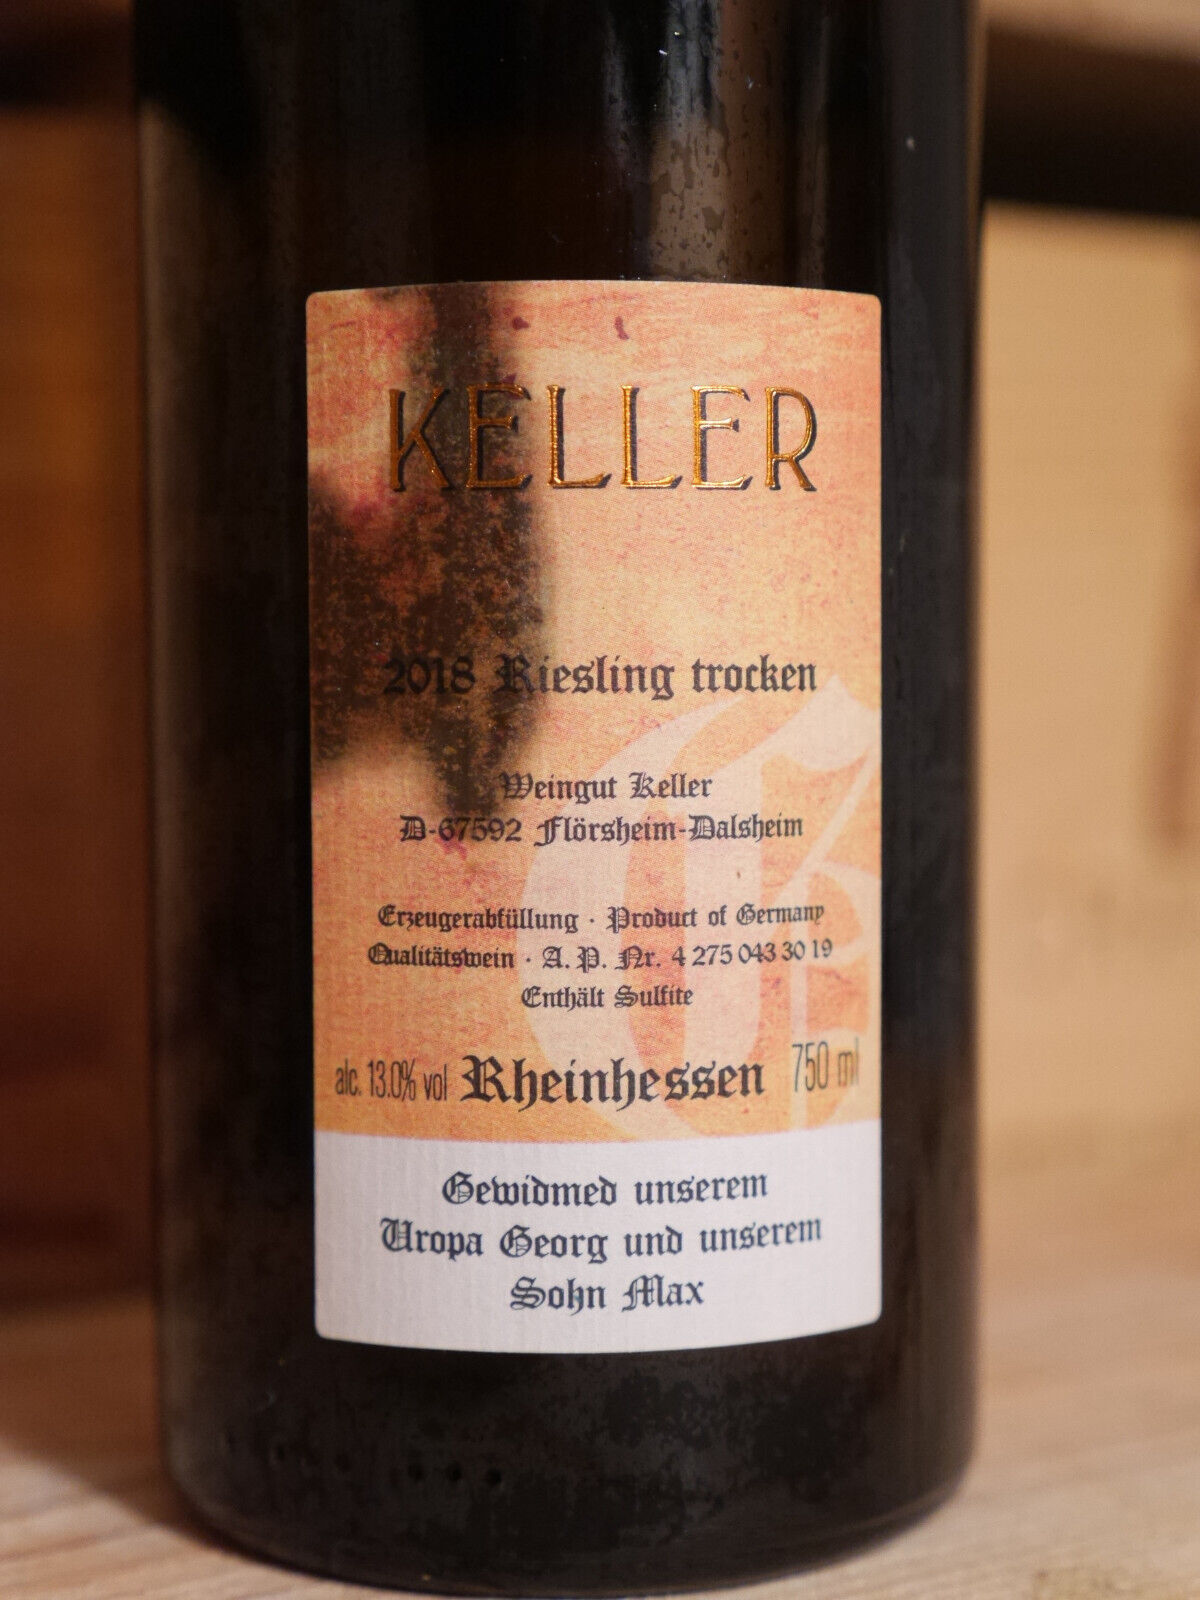 KELLER
2018 Riesling trocken
Weingut Keller
D-67592 Flörsheim-Dalsheim
Erzeugerabfüllung · Product of Germany
Qualitätswein · A. P. Nr. 4 275 043 30 19
Enthält Sulfite
alc. 13.0% vol Rheinhessen 750 ml
Gewidmed unserem
Uropa Georg und unserem
Sohn Max